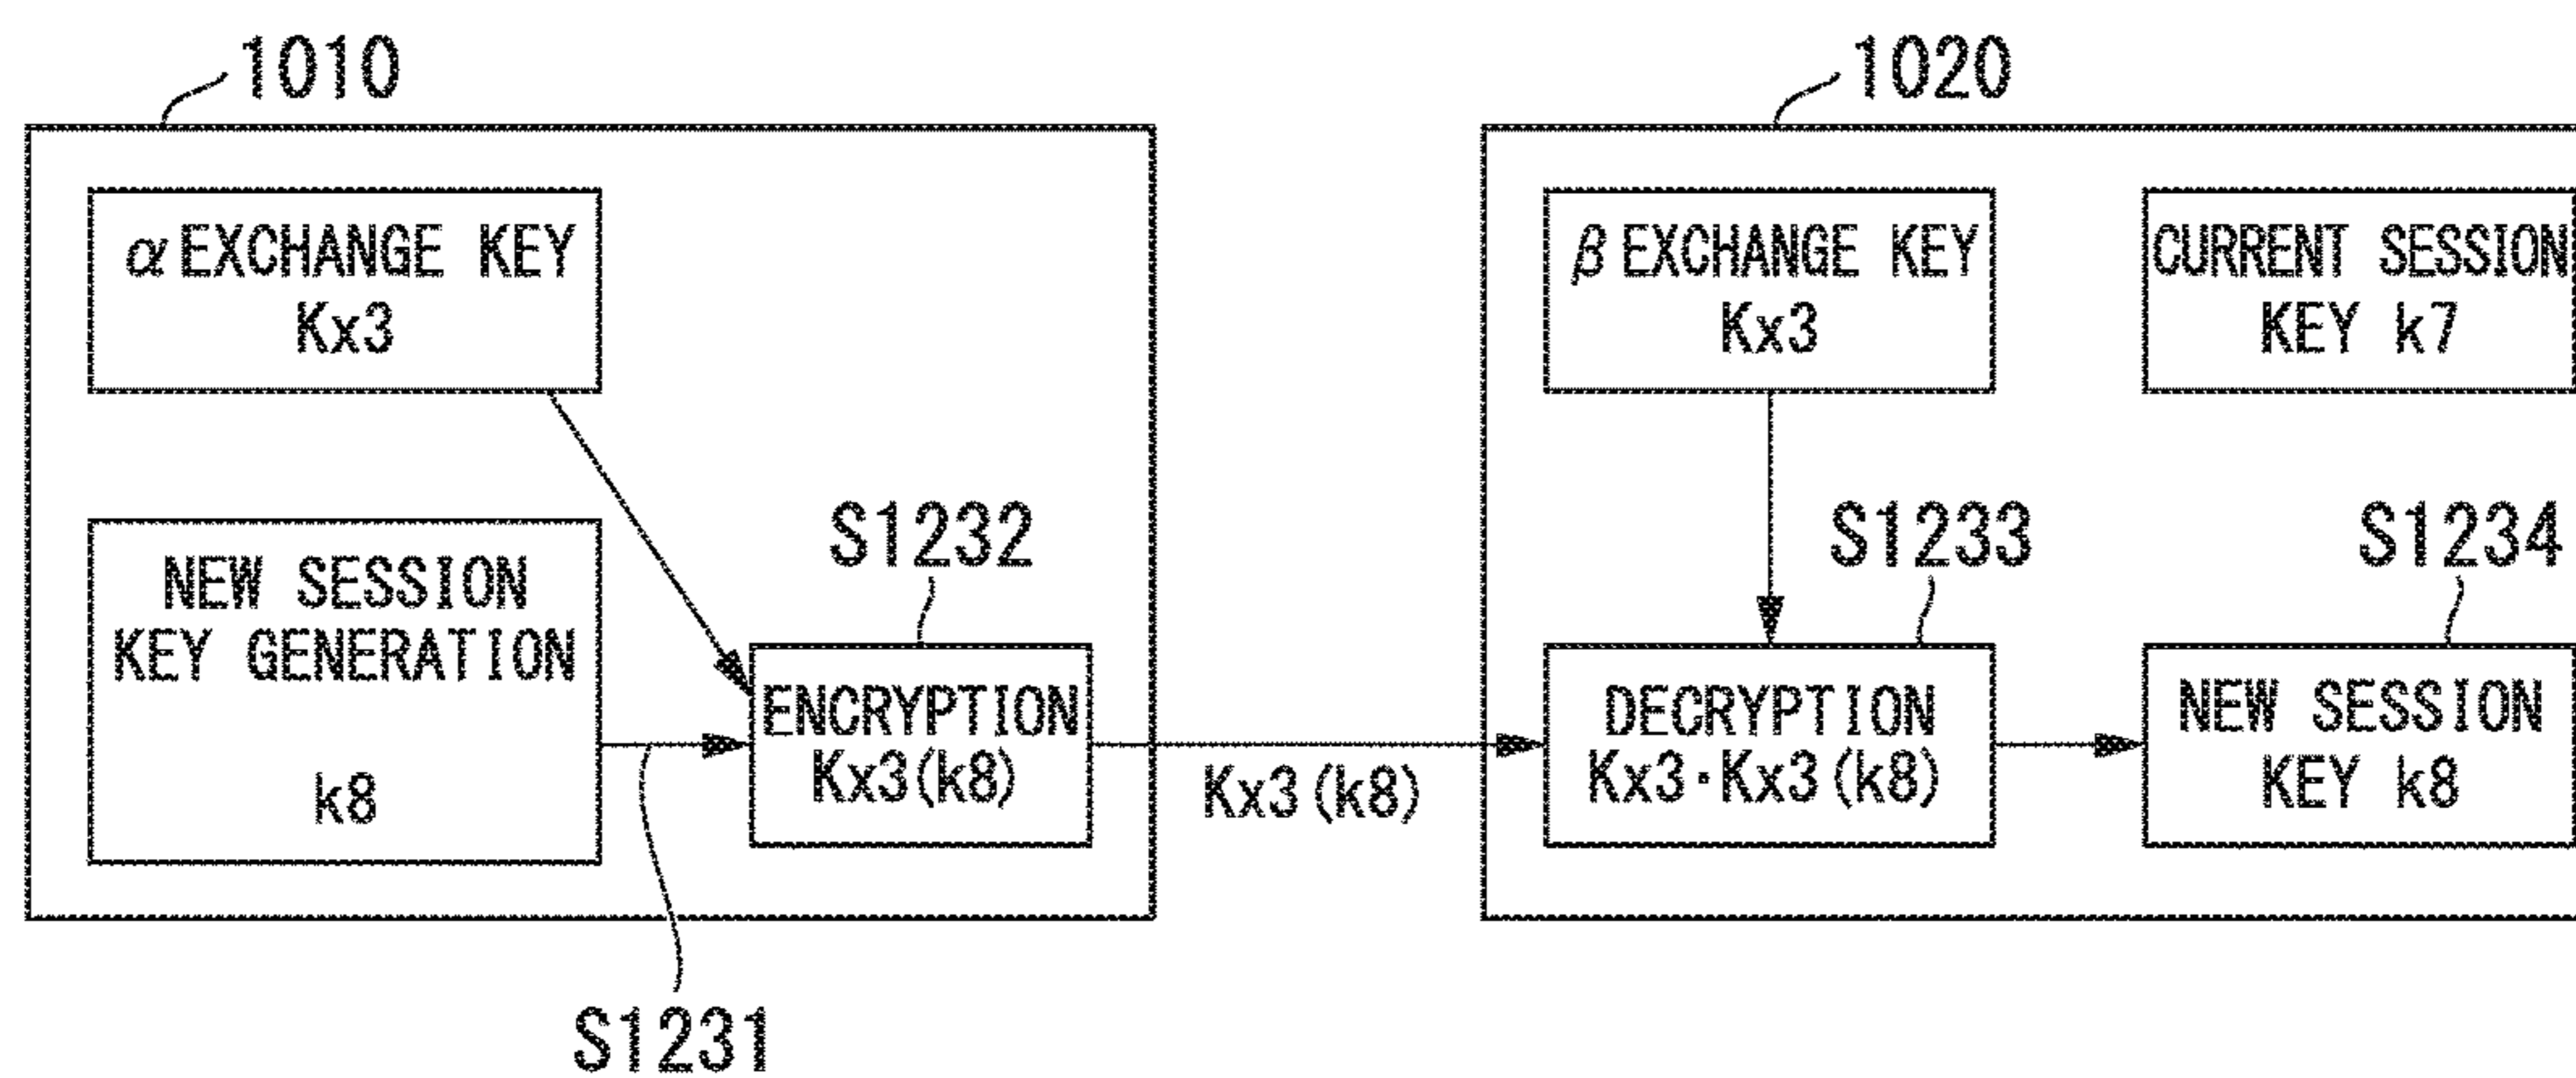 1010
α EXCHANGE KEY
Kx3
NEW SESSION
KEY GENERATION
k8
S1231
S1232
ENCRYPTION
Kx3(k8)
Kx3(k8)
1020
β EXCHANGE KEY
Kx3
CURRENT SESSION
KEY k7
S1233
DECRYPTION
Kx3·Kx3(k8)
S1234
NEW SESSION
KEY k8